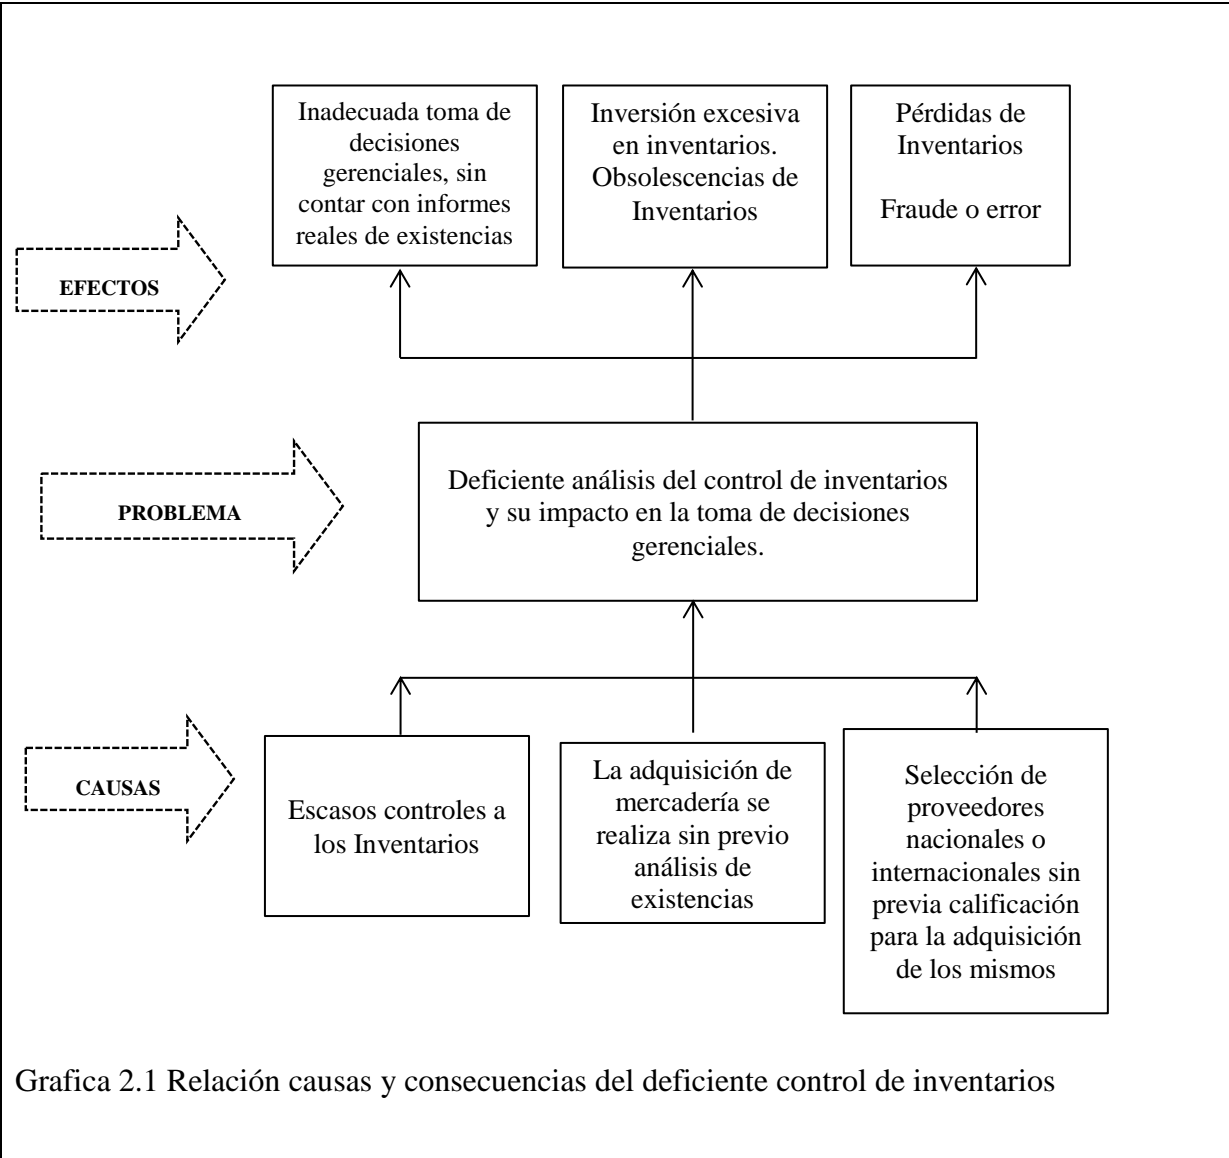 Inadecuada toma de
decisiones
gerenciales, sin
contar con informes
reales de existencias
Inversión excesiva
en inventarios.
Obsolescencias de
Inventarios
Pérdidas de
Inventarios
Fraude o error
EFECTOS
PROBLEMA
Deficiente análisis del control de inventarios
y su impacto en la toma de decisiones
gerenciales.
CAUSAS
Escasos controles a
los Inventarios
La adquisición de
mercadería se
realiza sin previo
análisis de
existencias
Selección de
proveedores
nacionales o
internacionales sin
previa calificación
para la adquisición
de los mismos
Grafica 2.1 Relación causas y consecuencias del deficiente control de inventarios